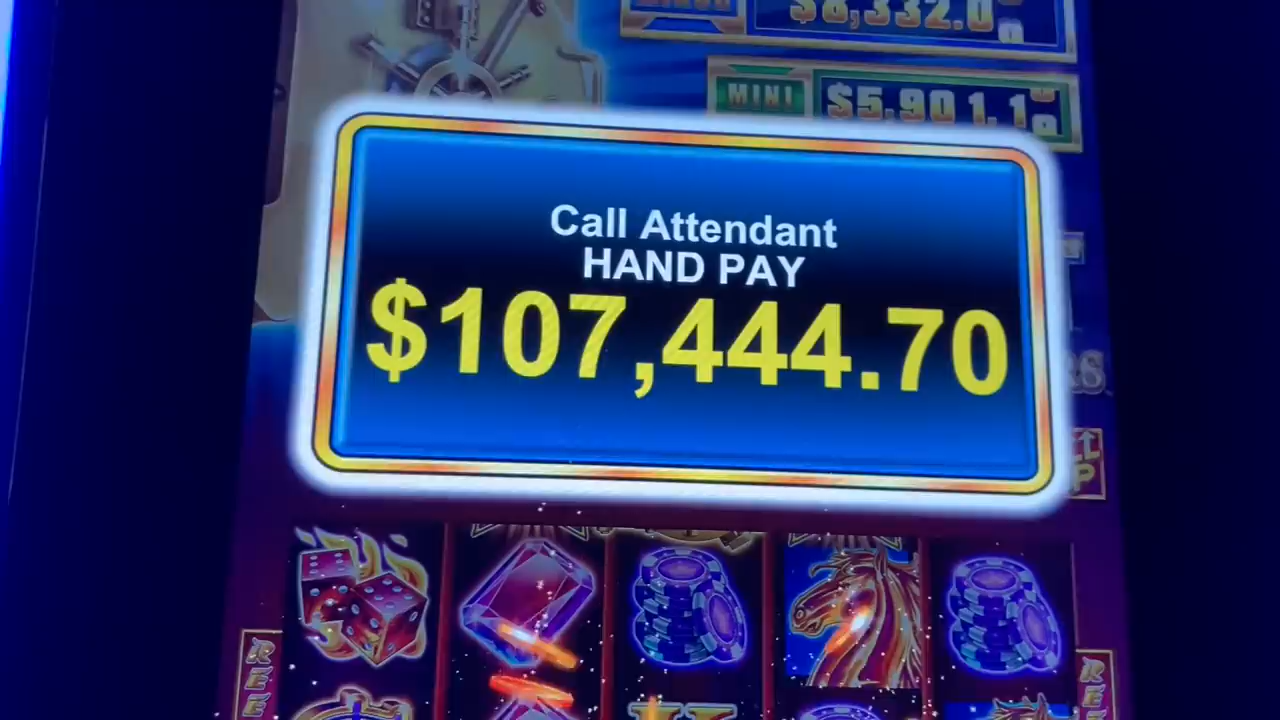 $8,332.0
MINI
$5,901.1
Call Attendant
HAND PAY
$107,444.70